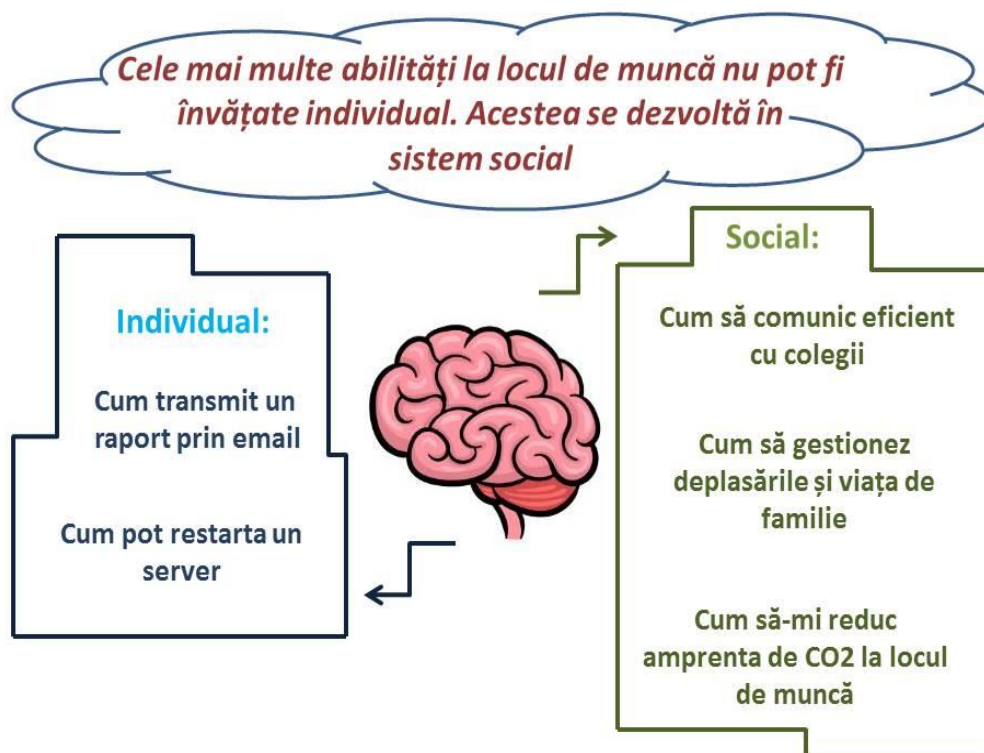 Cele mai multe abilități la locul de muncă nu pot fi
învățate individual. Acestea se dezvoltă în
sistem social
Individual:
Cum transmit un
raport prin email
Cum pot restarta un
server
Social:
Cum să comunic eficient
cu colegii
Cum să gestionez
deplasările și viața de
familie
Cum să-mi reduc
amprenta de CO2 la locul
de muncă